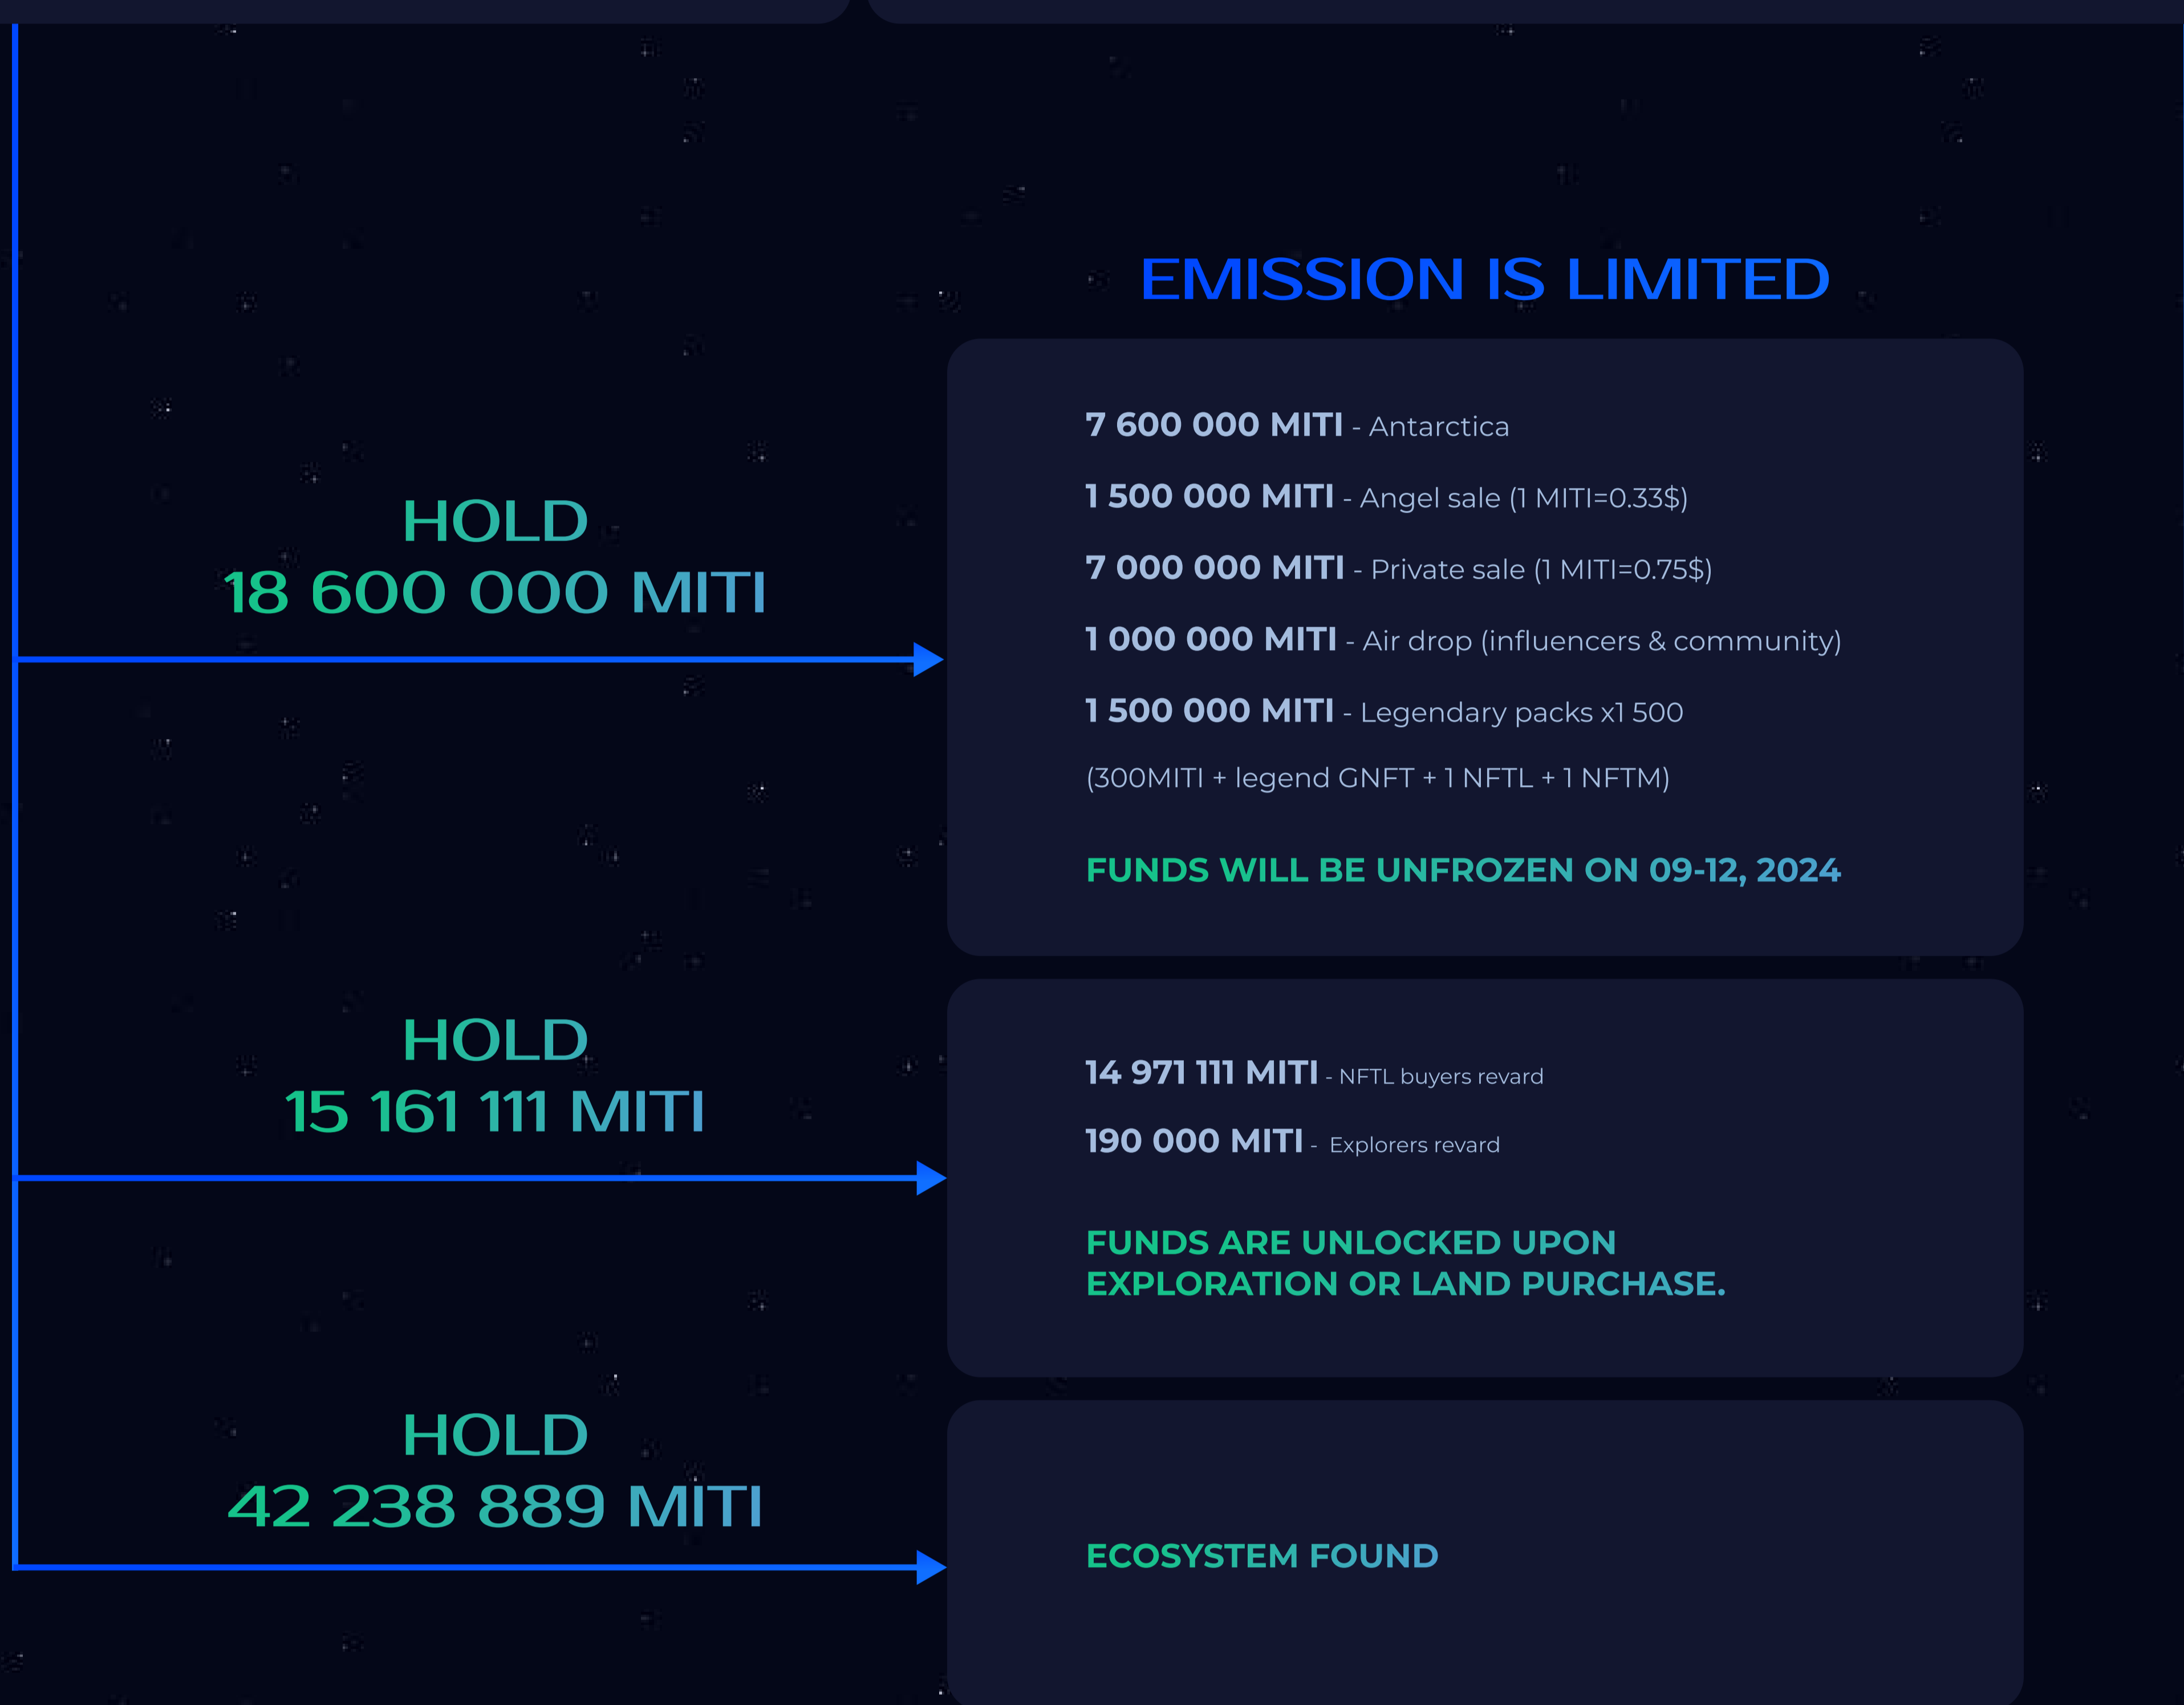 EMISSION IS LIMITED
HOLD
18 600 000 MITI
7 600 000 MITI - Antarctica
1 500 000 MITI - Angel sale (1 MITI=0.33$)
7 000 000 MITI - Private sale (1 MITI=0.75$)
1 000 000 MITI - Air drop (influencers & community)
1 500 000 MITI - Legendary packs x1 500
(300MITI + legend GNFT + 1 NFTL + 1 NFTM)
FUNDS WILL BE UNFROZEN ON 09-12, 2024
HOLD
15 161 111 MITI
14 971 111 MITI - NFTL buyers revard
190 000 MITI - Explorers revard
FUNDS ARE UNLOCKED UPON
EXPLORATION OR LAND PURCHASE.
HOLD
42 238 889 MITI
ECOSYSTEM FOUND